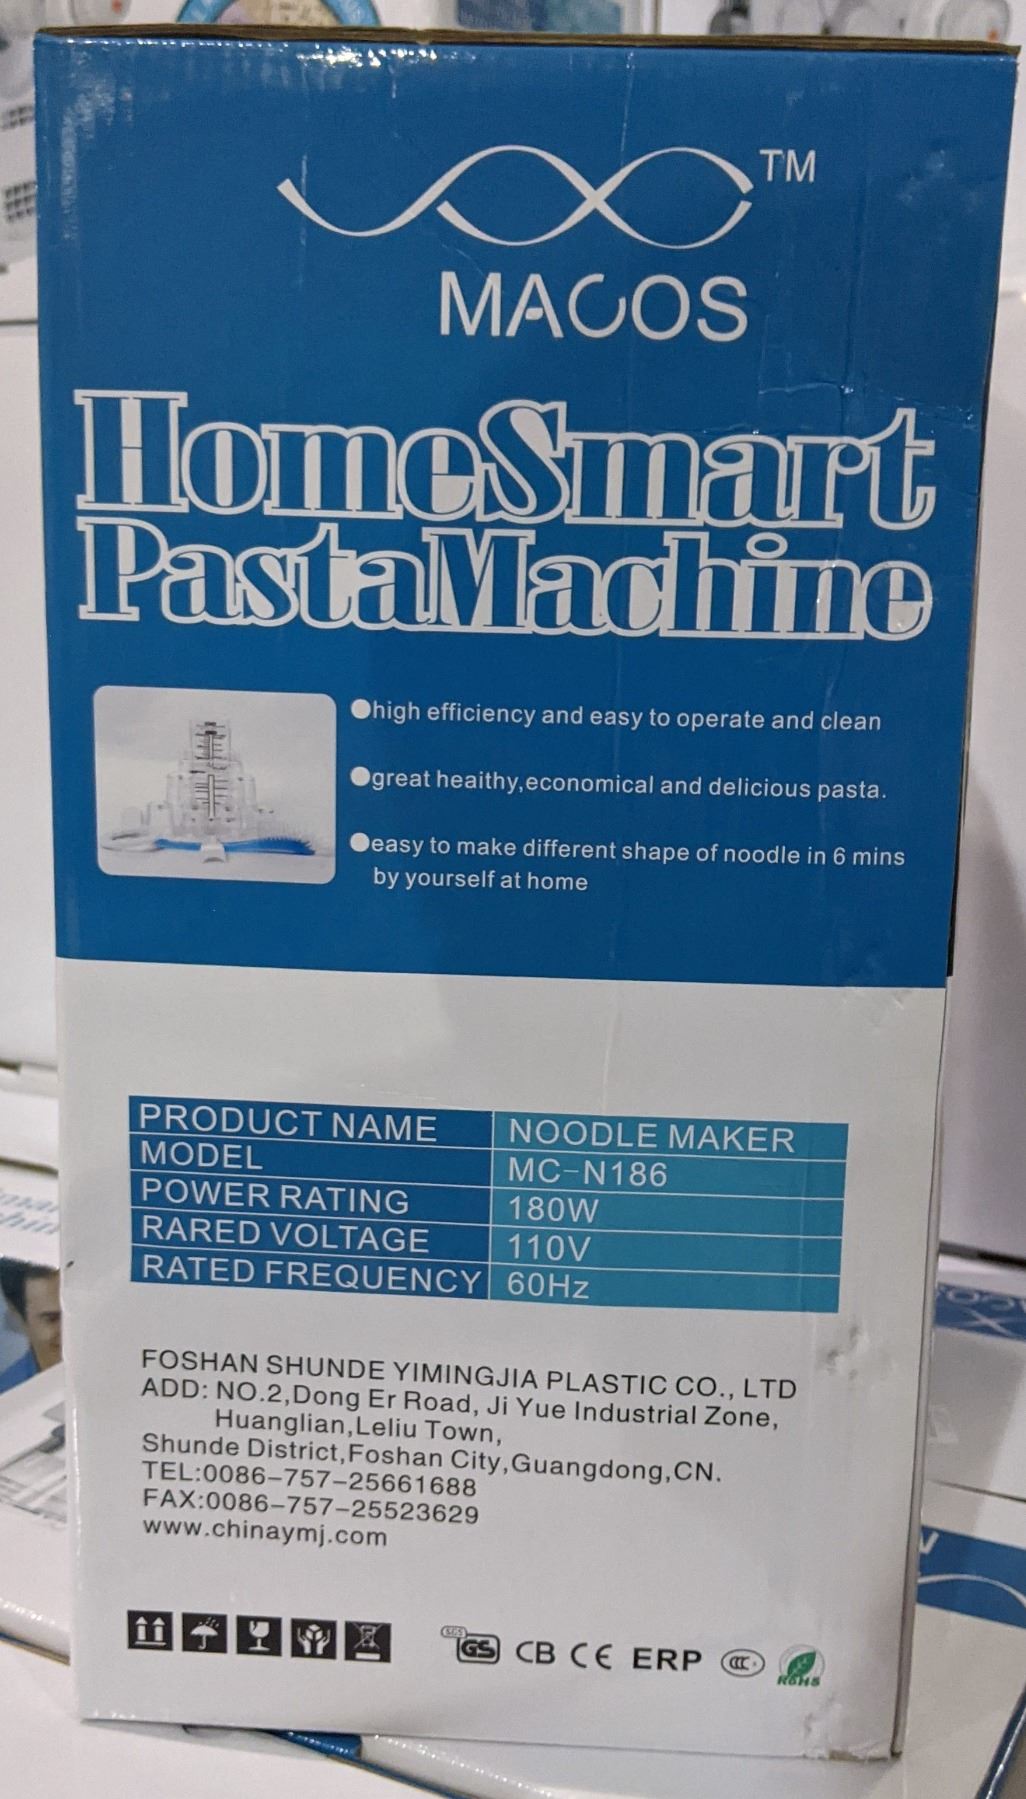 TM
MACOS
HomeSmart
PastaMachine
●high efficiency and easy to operate and clean
●great heaithy,economical and delicious pasta.
●easy to make different shape of noodle in 6 mins
by yourself at home
PRODUCT NAME NOODLE MAKER
MODEL MC-N186
POWER RATING 180W
RARED VOLTAGE 110V
RATED FREQUENCY 60Hz
FOSHAN SHUNDE YIMINGJIA PLASTIC CO., LTD
ADD: NO.2,Dong Er Road, Ji Yue Industrial Zone,
Huanglian,Leliu Town,
Shunde District,Foshan City,Guangdong,CN.
TEL:0086-757-25661688
FAX:0086-757-25523629
www.chinaymj.com
SGS GS CB CE ERP CCC RoHS